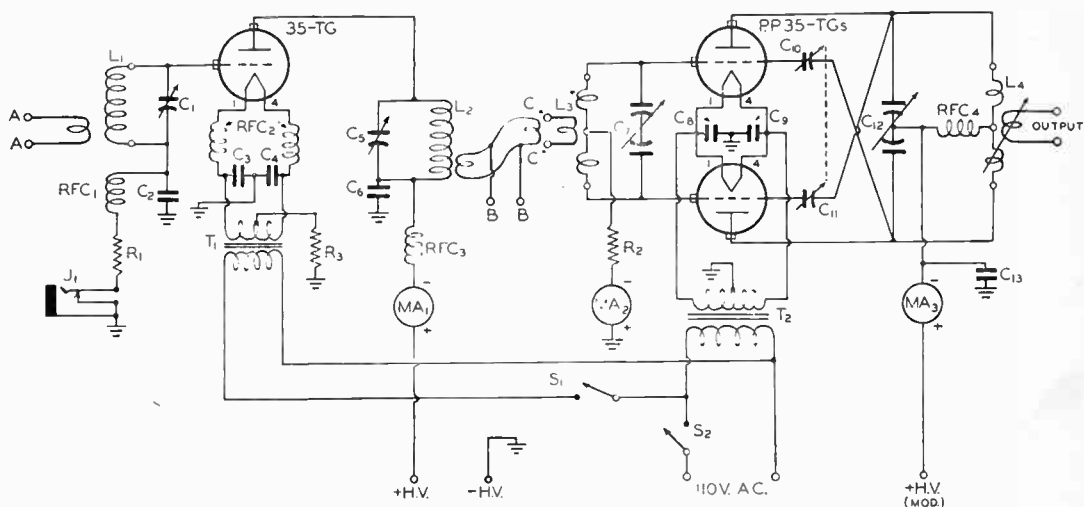 35-TG
P.P. 35-TGs
L1
A
A
C1
RFC1
C2
R1
J1
1
4
RFC2
C3
C4
T1
R3
C5
L2
C6
RFC3
MA1
-
+
B
B
C
C
L3
C7
R2
-
+
C8
C9
1
4
1
4
C10
C11
T2
C12
RFC4
L4
OUTPUT
C13
-
MA3
+
S1
S2
+H.V.
-H.V.
110V. A.C.
+H.V.
(MOD.)